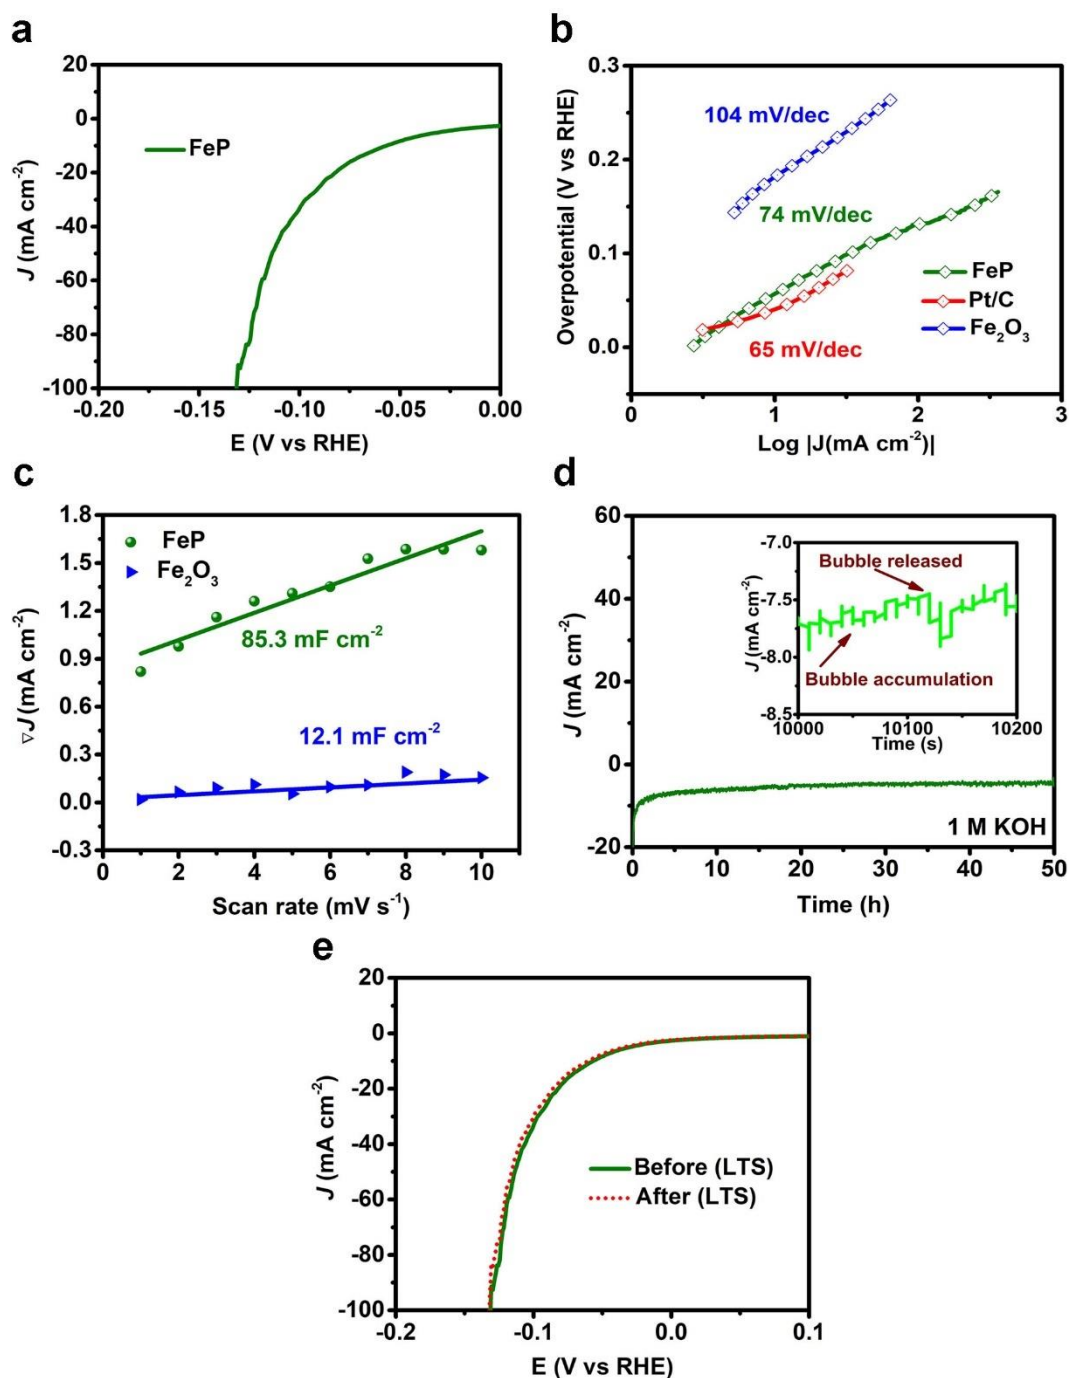 a
20
0
-20
-40
-60
-80
-100
J (mA cm-2)
FeP
-0.20
-0.15
-0.10
-0.05
0.00
E (V vs RHE)
b
0.3
0.2
0.1
0.0
Overpotential (V vs RHE)
104 mV/dec
74 mV/dec
65 mV/dec
FeP
Pt/C
Fe2O3
0
1
2
3
Log |J(mA cm-2)|
c
1.8
1.5
1.2
0.9
0.6
0.3
0.0
-0.3
▽J (mA cm-2)
FeP
Fe2O3
85.3 mF cm-2
12.1 mF cm-2
0
2
4
6
8
10
Scan rate (mV s-1)
d
60
40
20
0
-20
J (mA cm-2)
-7.0
-7.5
-8.0
-8.5
J (mA cm-2)
Bubble released
Bubble accumulation
10000
10100
10200
Time (s)
1 M KOH
0
10
20
30
40
50
Time (h)
e
20
0
-20
-40
-60
-80
-100
J (mA cm-2)
Before (LTS)
After (LTS)
-0.2
-0.1
0.0
0.1
E (V vs RHE)